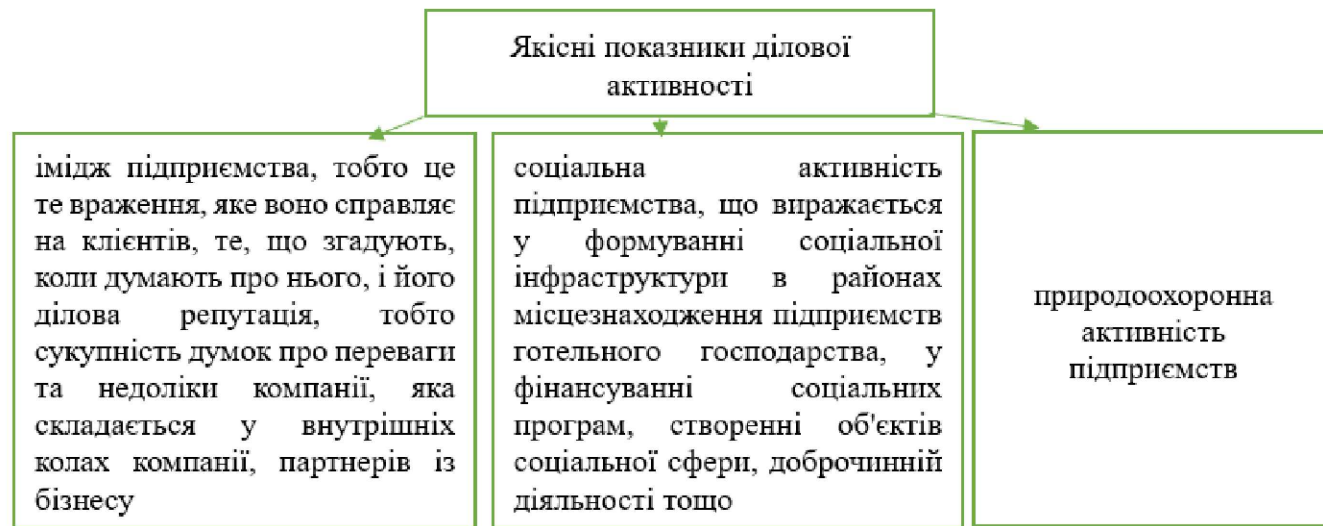 Якісні показники ділової
активності
імідж підприємства, тобто це
те враження, яке воно справляє
на клієнтів, те, що згадують,
коли думають про нього, і його
ділова репутація, тобто
сукупність думок про переваги
та недоліки компанії, яка
складається у внутрішніх
колах компанії, партнерів із
бізнесу
соціальна активність
підприємства, що виражається
у формуванні соціальної
інфраструктури в районах
місцезнаходження підприємств
готельного господарства, у
фінансуванні соціальних
програм, створенні об'єктів
соціальної сфери, доброчинній
діяльності тощо
природоохоронна
активність
підприємств